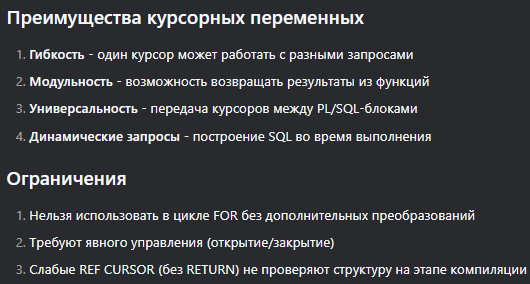 Преимущества курсорных переменных
1. Гибкость - один курсор может работать с разными запросами
2. Модульность - возможность возвращать результаты из функций
3. Универсальность - передача курсоров между PL/SQL-блоками
4. Динамические запросы - построение SQL во время выполнения
Ограничения
1. Нельзя использовать в цикле FOR без дополнительных преобразований
2. Требуют явного управления (открытие/закрытие)
3. Слабые REF CURSOR (без RETURN) не проверяют структуру на этапе компиляции